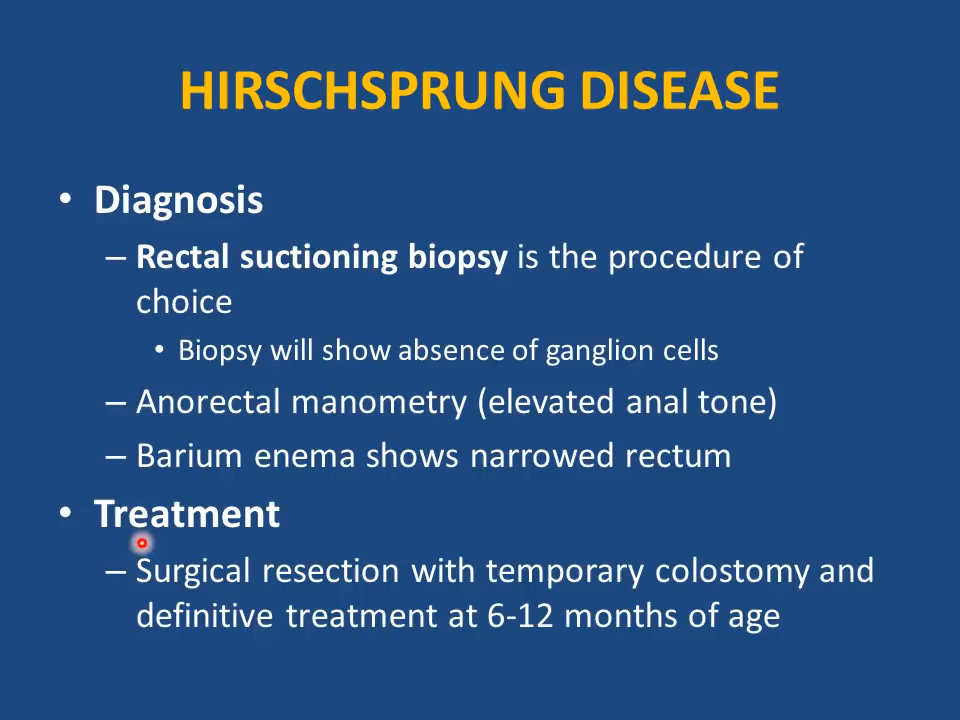 HIRSCHSPRUNG DISEASE
• Diagnosis
– Rectal suctioning biopsy is the procedure of
choice
• Biopsy will show absence of ganglion cells
– Anorectal manometry (elevated anal tone)
– Barium enema shows narrowed rectum
• Treatment
– Surgical resection with temporary colostomy and
definitive treatment at 6-12 months of age